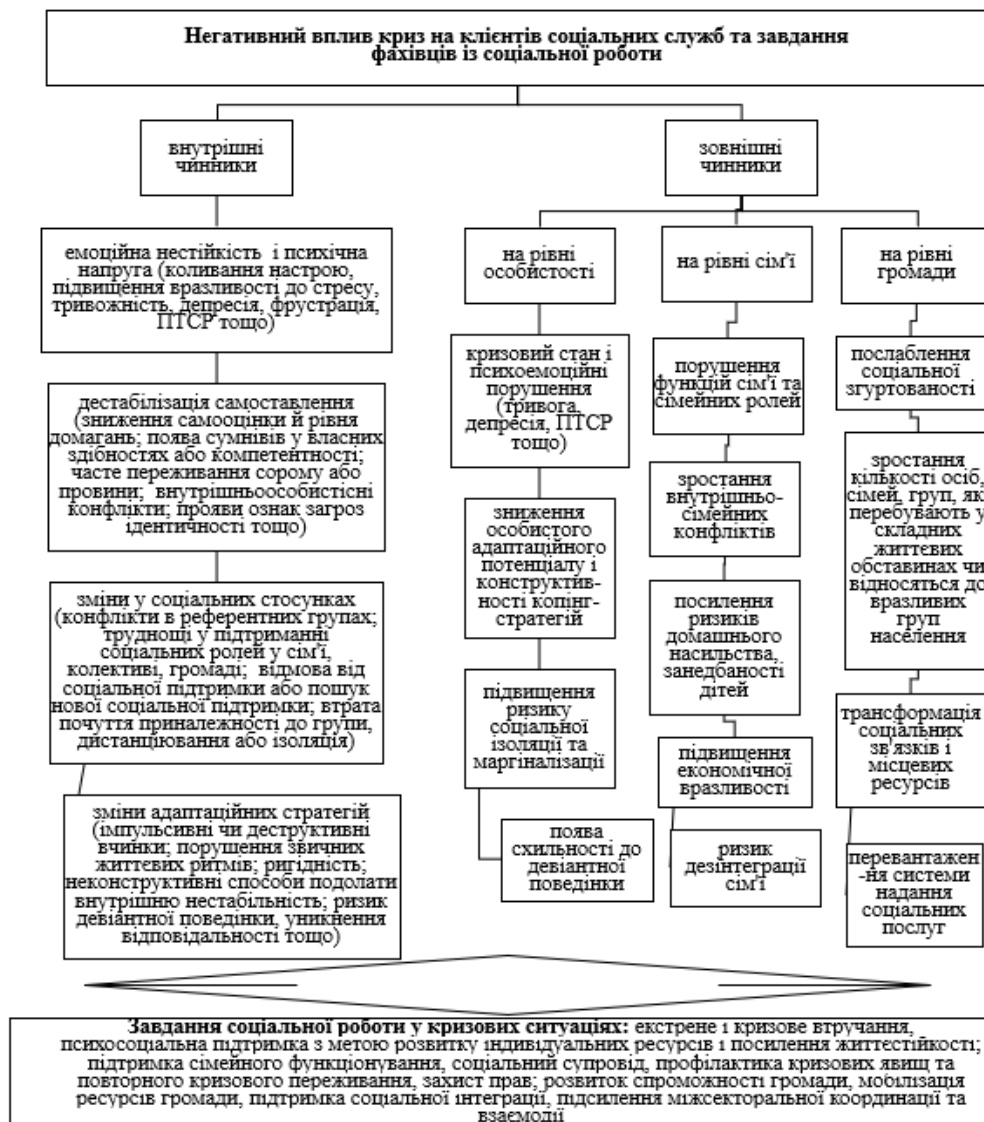 Негативний вплив криз на клієнтів соціальних служб та завдання
фахівців із соціальної роботи
внутрішні
чинники
емоційна нестійкість і психічна
напруга (коливання настрою,
підвищення вразливості до стресу,
тривожність, депресія, фрустрація,
ПТСР тощо)
дестабілізація самоставлення
(зниження самооцінки й рівня
домагань; поява сумнівів у власних
здібностях або компетентності;
часте переживання сорому або
провини; внутрішньоособистісні
конфлікти; прояви ознак загроз
ідентичності тощо)
зміни у соціальних стосунках
(конфлікти в референтних групах;
труднощі у підтриманні
соціальних ролей у сім'ї,
колективі, громаді; відмова від
соціальної підтримки або пошук
нової соціальної підтримки; втрата
почуття приналежності до групи,
дистанціювання або ізоляція)
зміни адаптаційних стратегій
(імпульсивні чи деструктивні
вчинки; порушення звичних
життєвих ритмів; ригідність;
неконструктивні способи подолати
внутрішню нестабільність; ризик
девіантної поведінки, уникнення
відповідальності тощо)
зовнішні
чинники
на рівні
особистості
кризовий стан і
психоемоційні
порушення
(тривога,
депресія, ПТСР
тощо)
зниження
особистого
адаптаційного
потенціалу і
конструктив-
ності копінг-
стратегій
підвищення
ризику
соціальної
ізоляції та
маргіналізації
поява
схильності до
девіантної
поведінки
на рівні сім'ї
порушення
функцій сім'ї та
сімейних ролей
зростання
внутрішньо-
сімейних
конфліктів
посилення
ризиків
домашнього
насильства,
занедбаності
дітей
підвищення
економічної
вразливості
ризик
дезінтеграції
сім'ї
на рівні
громади
послаблення
соціальної
згуртованості
зростання
кількості осіб,
сімей, груп, як
перебувають у
складних
життєвих
обставинах чи
відносяться до
вразливих
груп
населення
трансформація
соціальних
зв'язків і
місцевих
ресурсів
перевантажен
-ня системи
надання
соціальних
послуг
Завдання соціальної роботи у кризових ситуаціях: екстрене і кризове втручання,
психосоціальна підтримка з метою розвитку індивідуальних ресурсів і посилення життєстійкості;
підтримка сімейного функціонування, соціальний супровід, профілактика кризових явищ та
повторного кризового переживання, захист прав; розвиток спроможності громади, мобілізація
ресурсів громади, підтримка соціальної інтеграції, підсилення міжсекторальної координації та
взаємодії